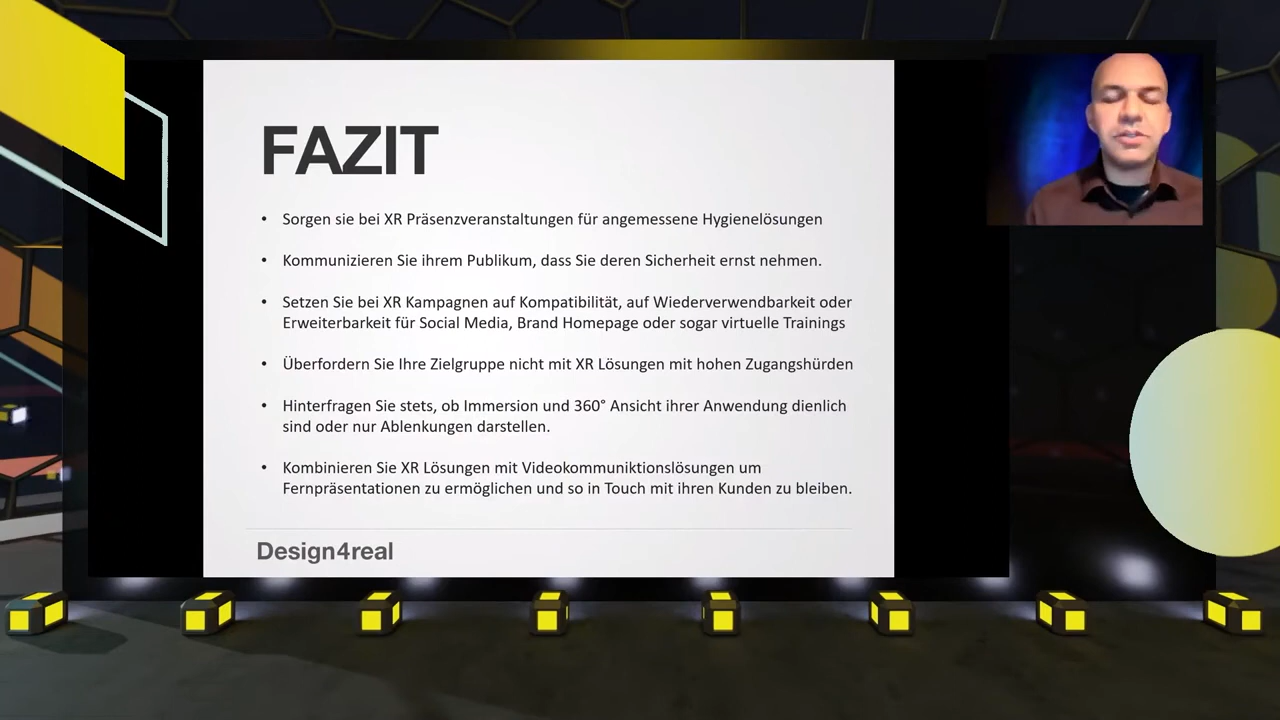 FAZIT
• Sorgen sie bei XR Präsenzveranstaltungen für angemessene Hygienelösungen
• Kommunizieren Sie ihrem Publikum, dass Sie deren Sicherheit ernst nehmen.
• Setzen Sie bei XR Kampagnen auf Kompatibilität, auf Wiederverwendbarkeit oder
Erweiterbarkeit für Social Media, Brand Homepage oder sogar virtuelle Trainings
• Überfordern Sie Ihre Zielgruppe nicht mit XR Lösungen mit hohen Zugangshürden
• Hinterfragen Sie stets, ob Immersion und 360° Ansicht ihrer Anwendung dienlich
sind oder nur Ablenkungen darstellen.
• Kombinieren Sie XR Lösungen mit Videokommuniktionslösungen um
Fernpräsentationen zu ermöglichen und so in Touch mit ihren Kunden zu bleiben.
Design4real